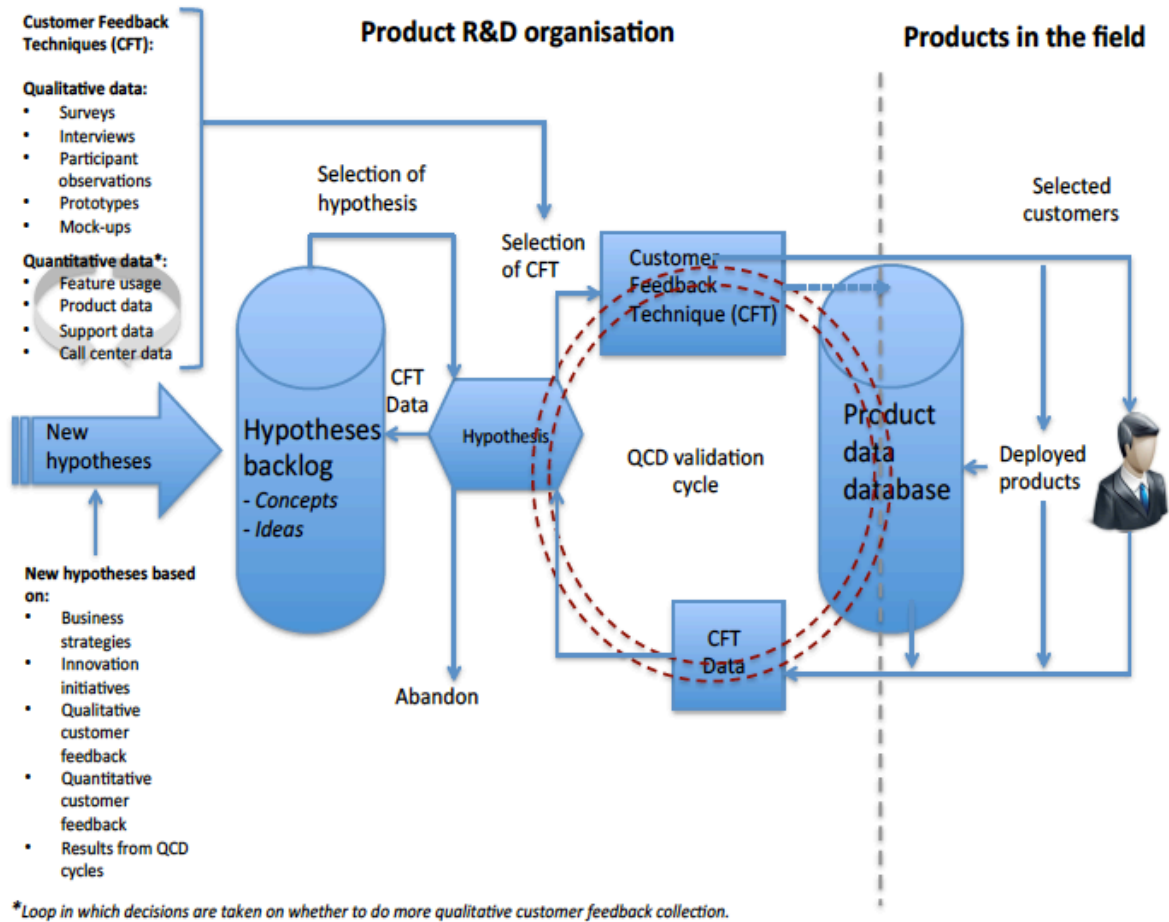 Customer Feedback
Techniques (CFT):
Qualitative data:
• Surveys
• Interviews
• Participant
observations
• Prototypes
• Mock-ups
Quantitative data*:
• Feature usage
• Product data
• Support data
• Call center data
Product R&D organisation
Products in the field
Selection of
hypothesis
Selection
of CFT
Customer
Feedback
Technique (CFT)
Selected
customers
New
hypotheses
Hypotheses
backlog
- Concepts
- Ideas
CFT
Data
Hypothesis
QCD validation
cycle
Product
data
database
Deployed
products
CFT
Data
Abandon
New hypotheses based
on:
• Business
strategies
• Innovation
initiatives
• Qualitative
customer
feedback
• Quantitative
customer
feedback
• Results from QCD
cycles
*Loop in which decisions are taken on whether to do more qualitative customer feedback collection.